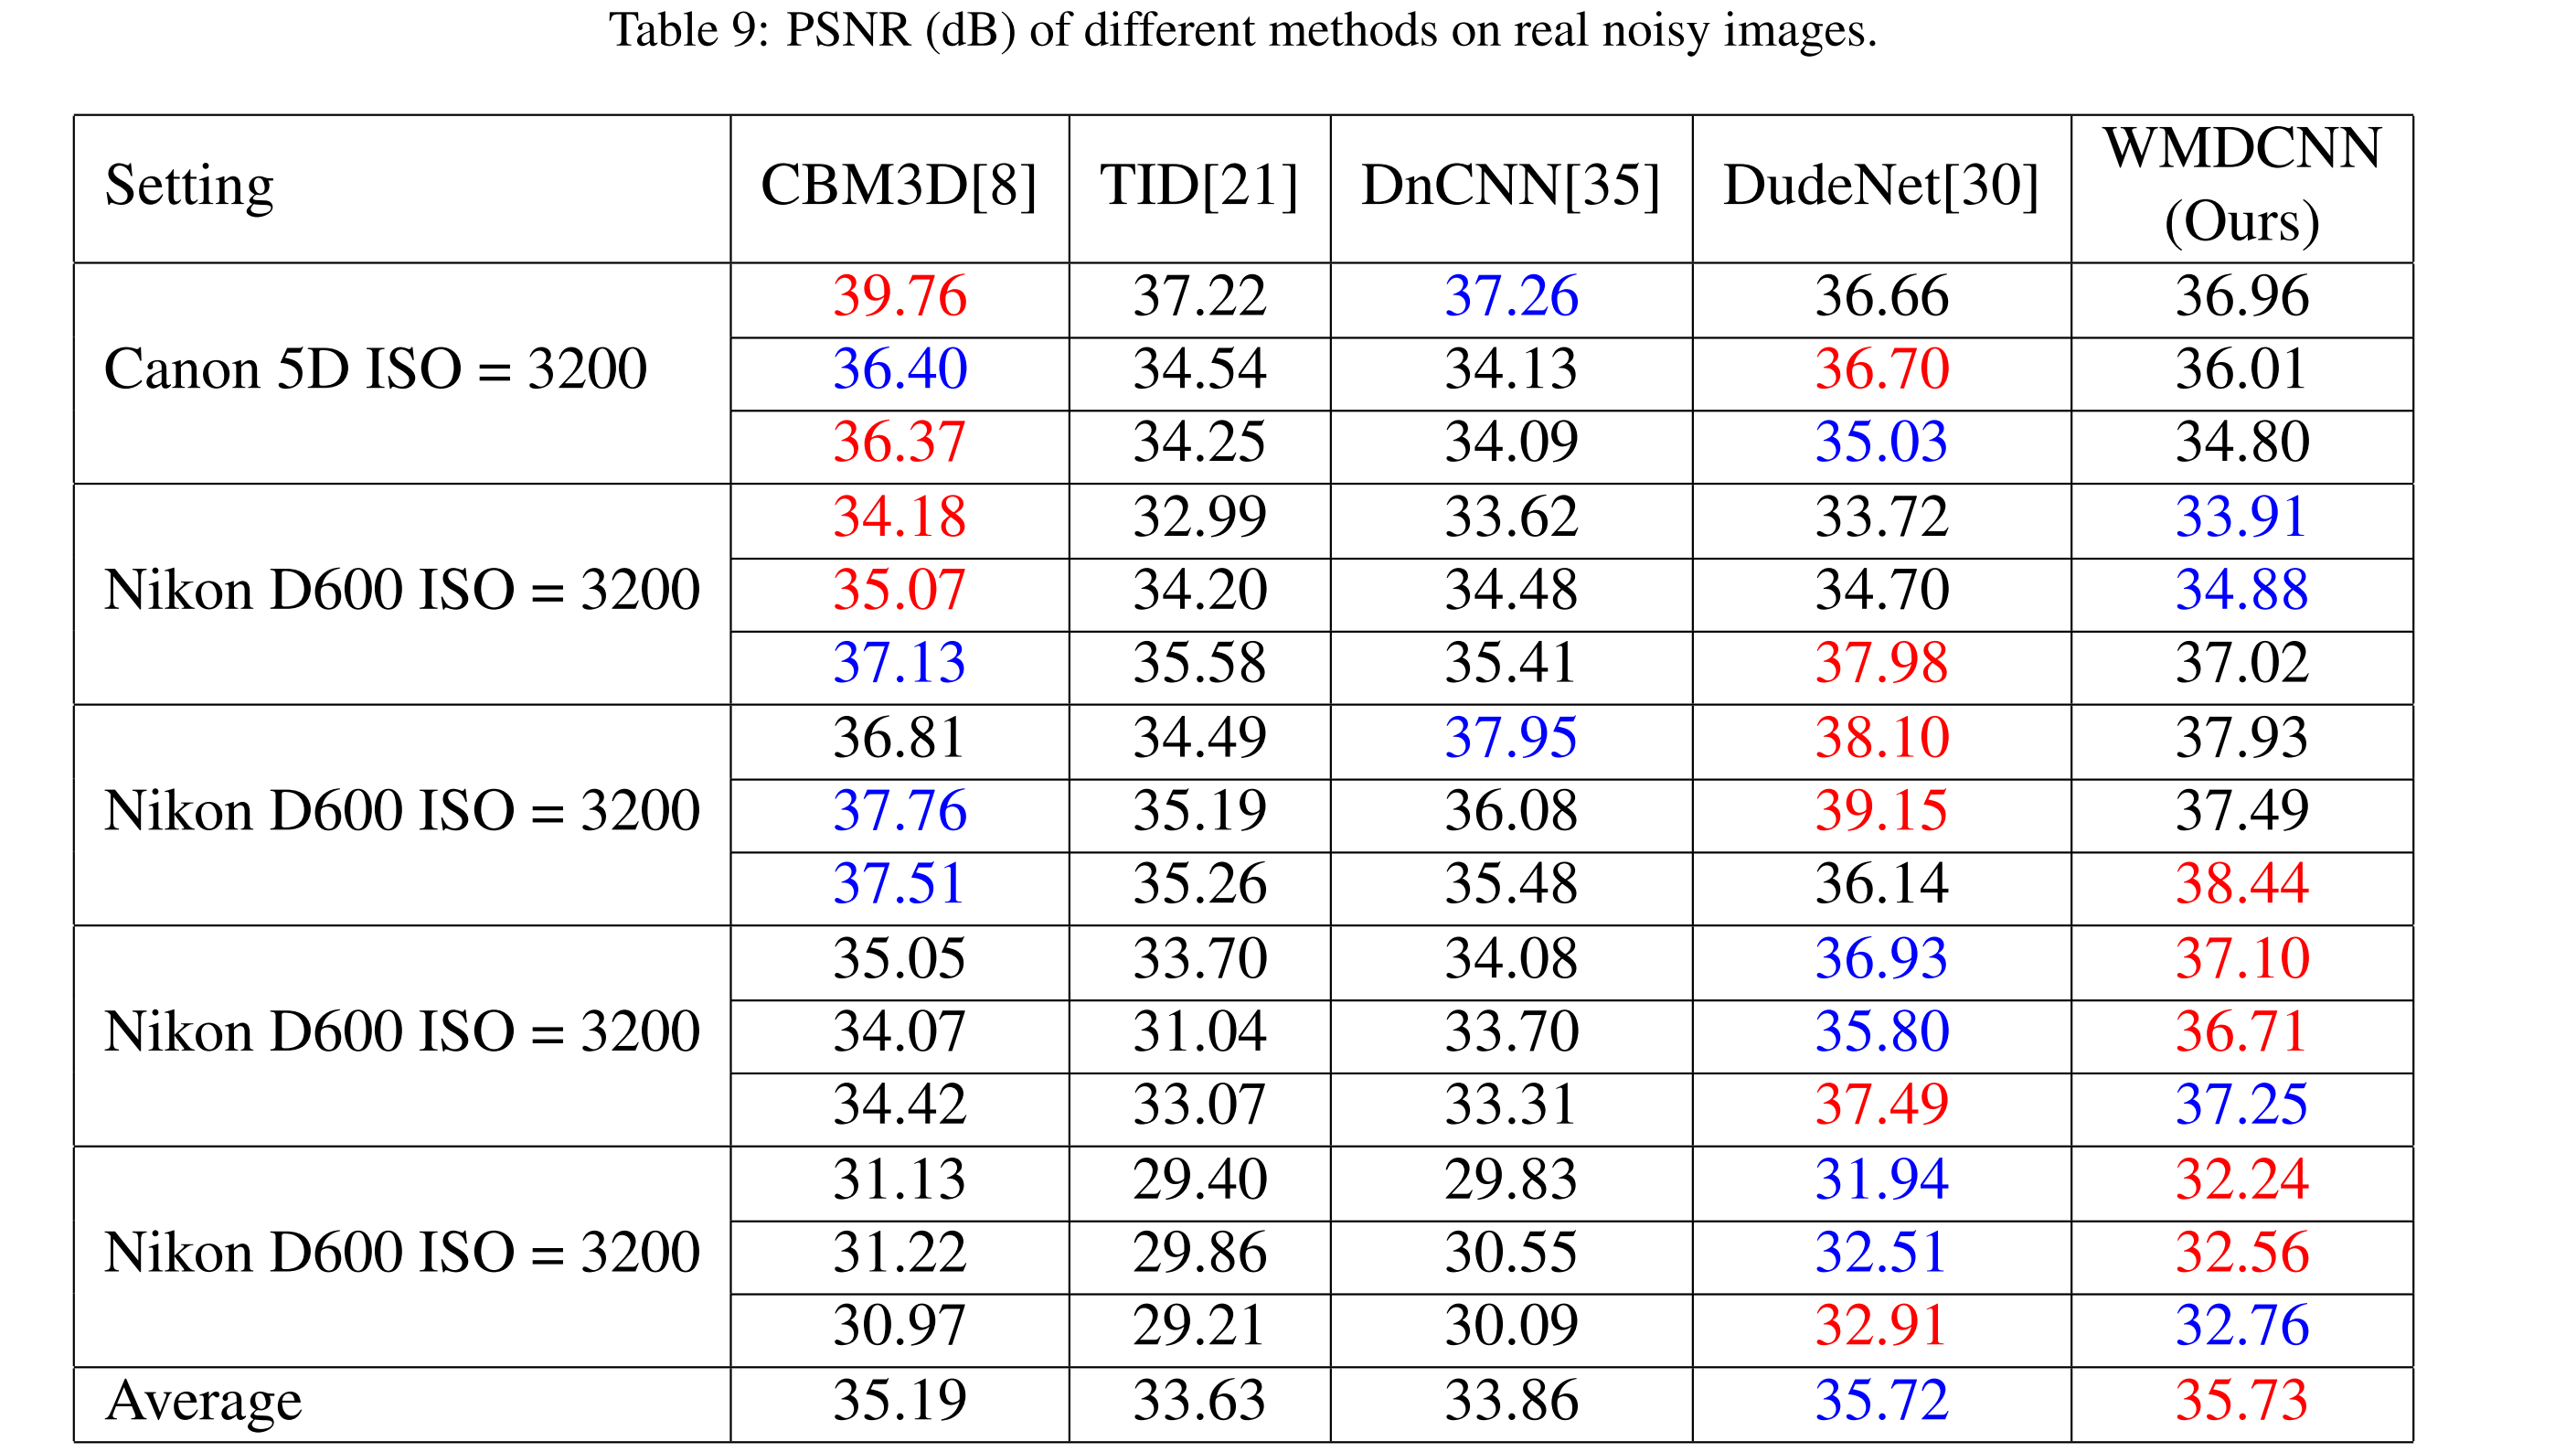 Table 9: PSNR (dB) of different methods on real noisy images.
Setting CBM3D[8] TID[21] DnCNN[35] DudeNet[30] WMDCNN
(Ours)
39.76 37.22 37.26 36.66 36.96
Canon 5D ISO = 3200 36.40 34.54 34.13 36.70 36.01
36.37 34.25 34.09 35.03 34.80
34.18 32.99 33.62 33.72 33.91
Nikon D600 ISO = 3200 35.07 34.20 34.48 34.70 34.88
37.13 35.58 35.41 37.98 37.02
36.81 34.49 37.95 38.10 37.93
Nikon D600 ISO = 3200 37.76 35.19 36.08 39.15 37.49
37.51 35.26 35.48 36.14 38.44
35.05 33.70 34.08 36.93 37.10
Nikon D600 ISO = 3200 34.07 31.04 33.70 35.80 36.71
34.42 33.07 33.31 37.49 37.25
31.13 29.40 29.83 31.94 32.24
Nikon D600 ISO = 3200 31.22 29.86 30.55 32.51 32.56
30.97 29.21 30.09 32.91 32.76
Average 35.19 33.63 33.86 35.72 35.73